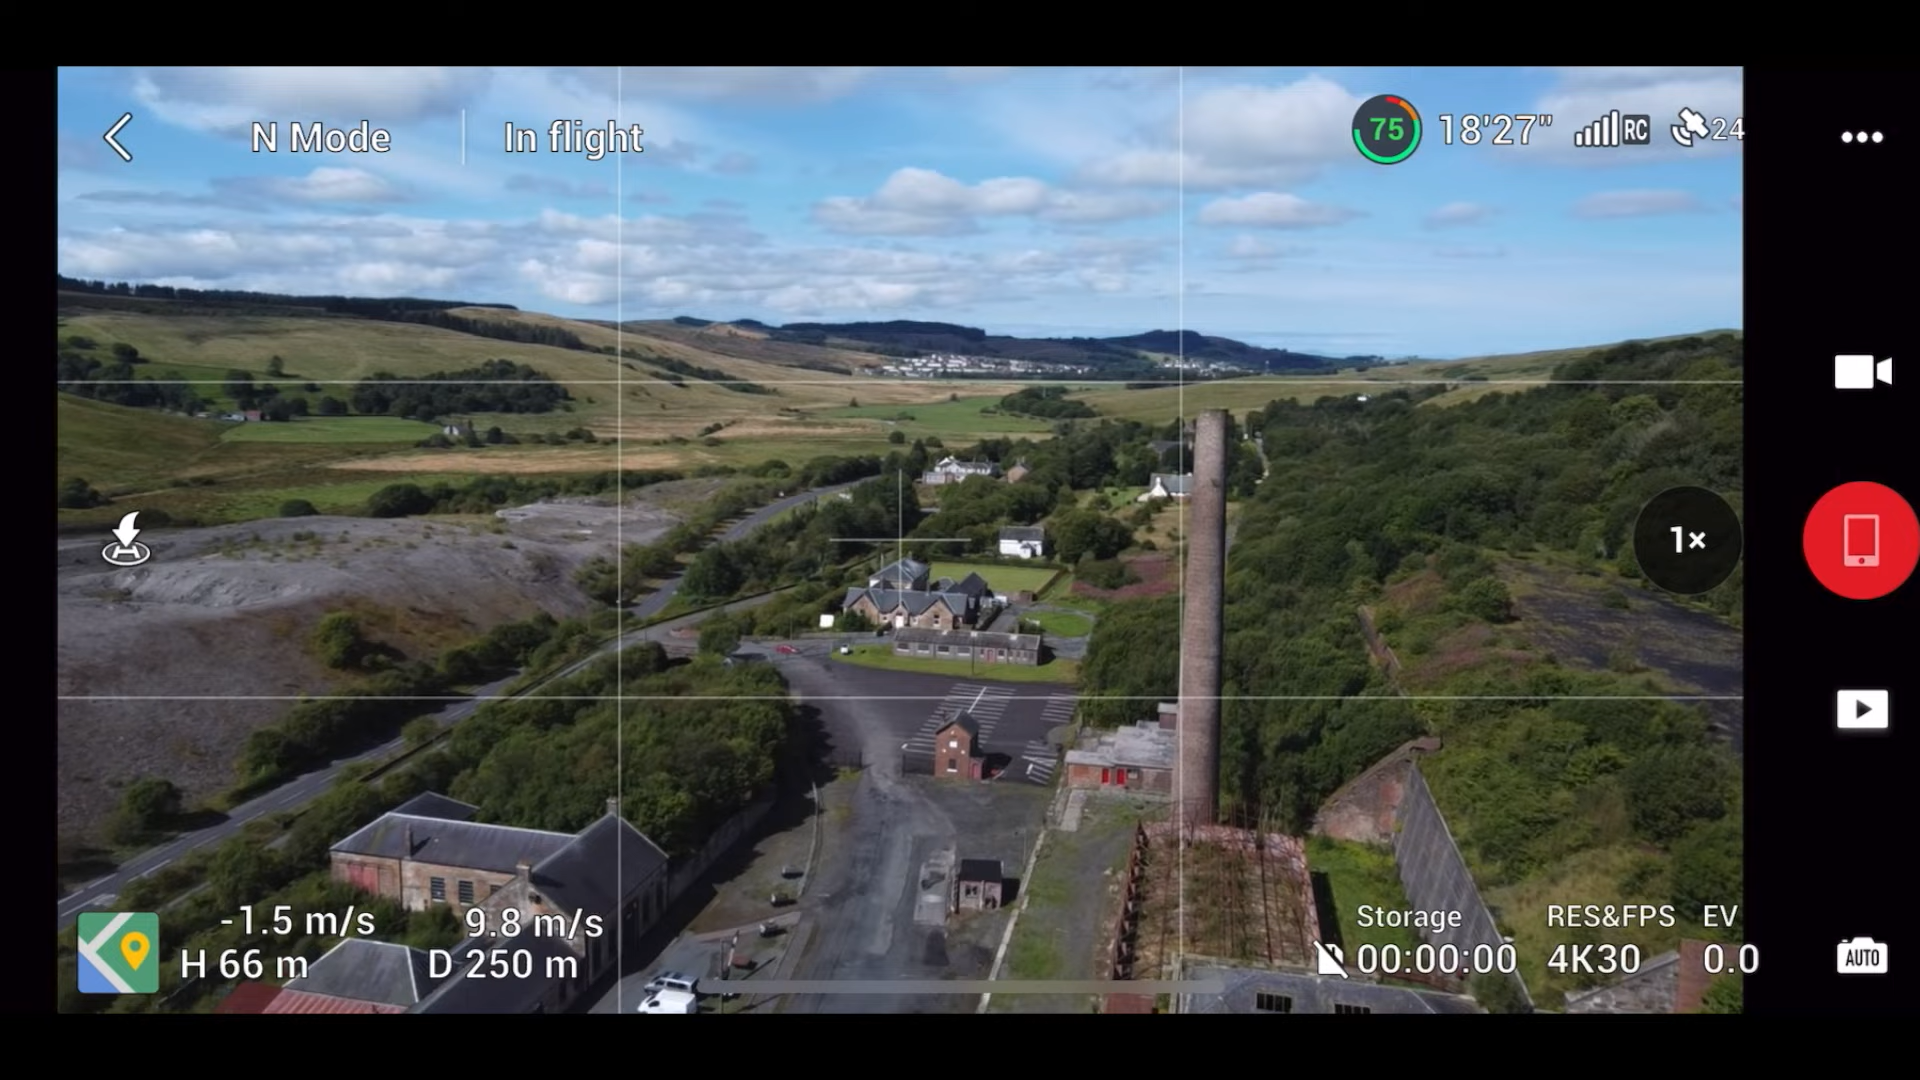 N Mode
In flight
75
18'27"
RC
24
1×
-1.5 m/s
9.8 m/s
H 66 m
D 250 m
Storage
00:00:00
RES&FPS
4K30
EV
0.0
AUTO